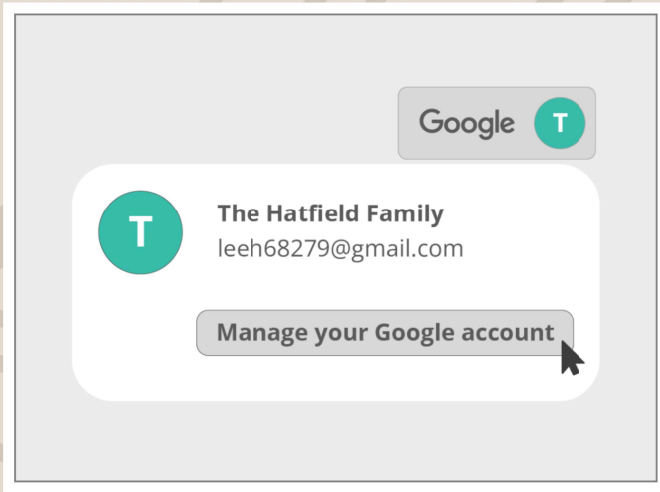 Google T
T
The Hatfield Family
leeh68279@gmail.com
Manage your Google account